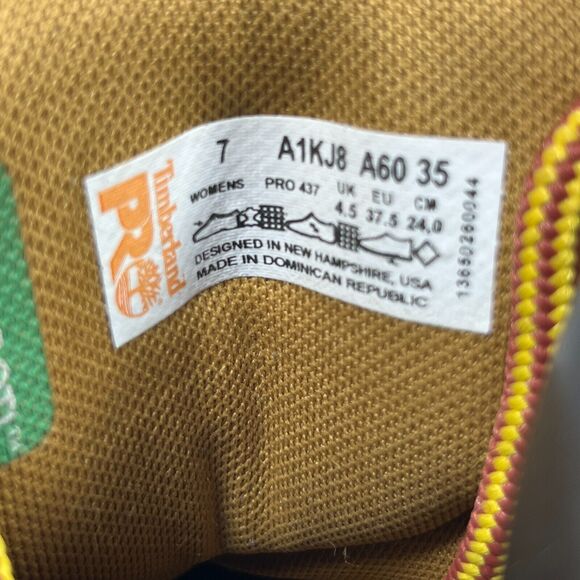 Timberland
PRO
7 A1KJ8 A60 35
WOMENS PRO 437 UK EU CM
4.5 37.5 24.0
DESIGNED IN NEW HAMPSHIRE, USA
MADE IN DOMINICAN REPUBLIC
13650260044